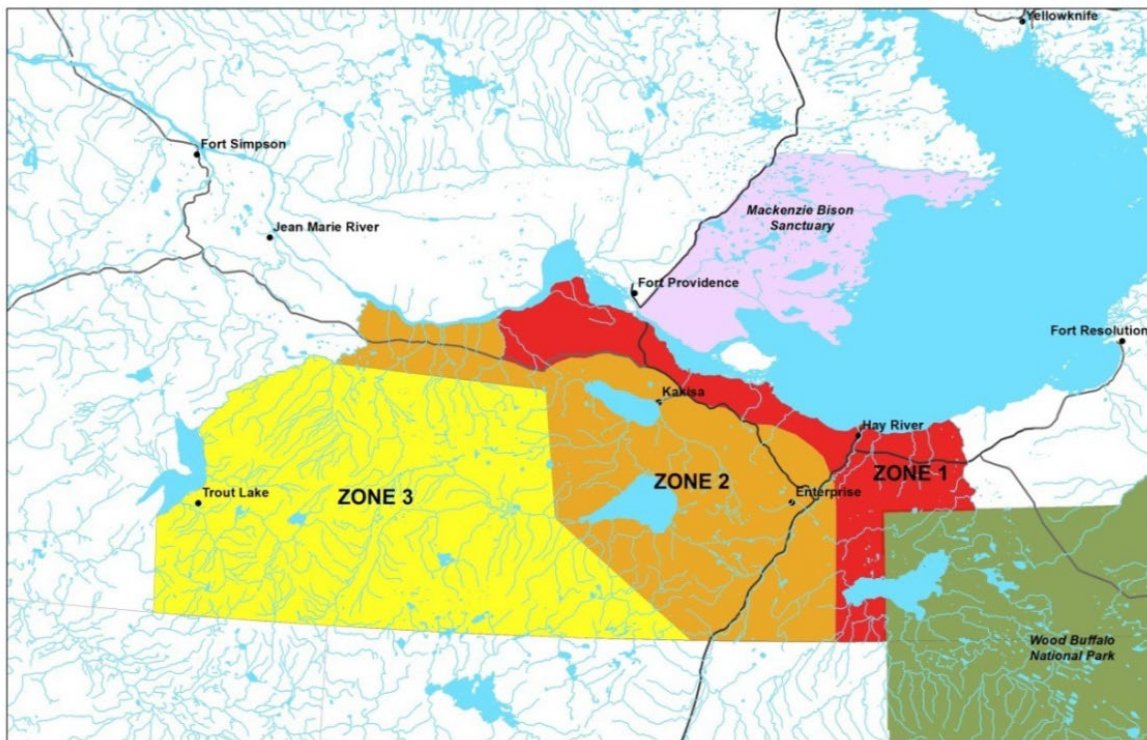 Yellowknife
Fort Simpson
Mackenzie Bison
Sanctuary
Jean Marie River
Fort Providence
Fort Resolution
Kakisa
Hay River
ZONE 1
ZONE 2
Enterprise
ZONE 3
Trout Lake
Wood Buffalo
National Park